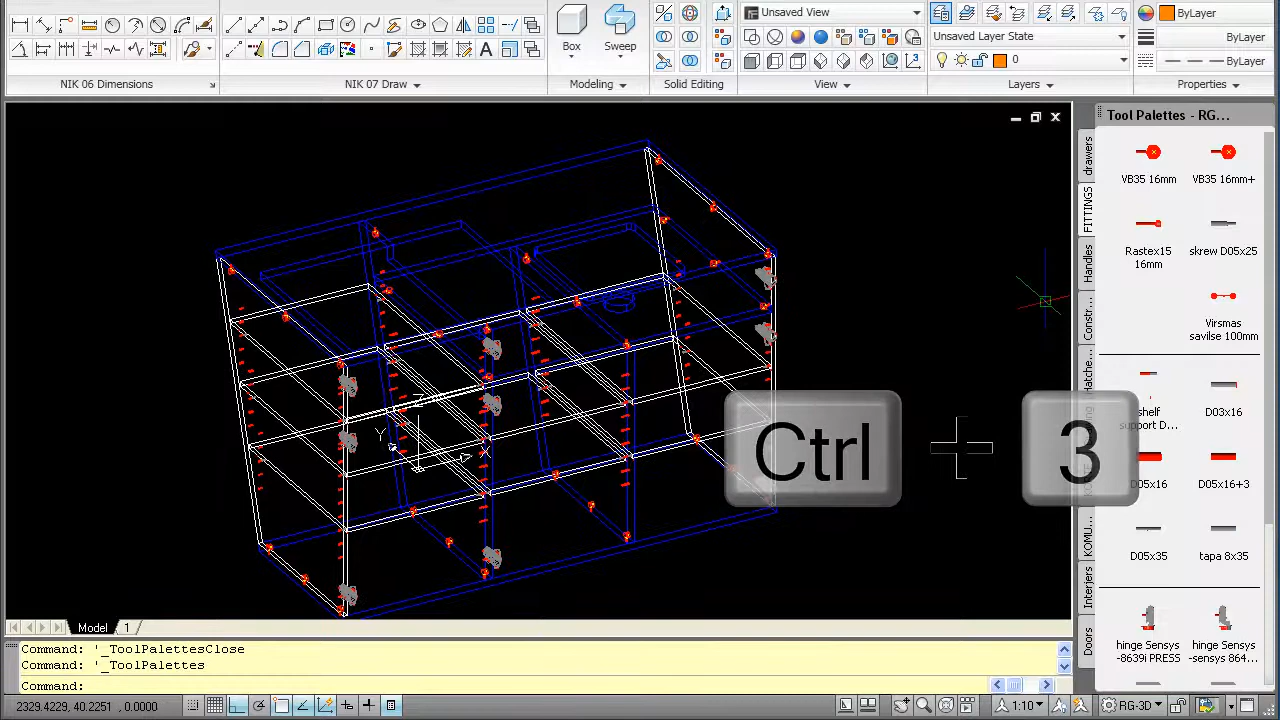 Unsaved View
ByLayer
Unsaved Layer State
ByLayer
Box
Sweep
0
ByLayer
NIK 06 Dimensions
NIK 07 Draw
Modeling
Solid Editing
View
Layers
Properties
Tool Palettes - RG...
drawers
FITTINGS
Handles
Constr...
Hatche...
KOMU...
Interjers
Doors
VB35 16mm
VB35 16mm+
Rastex15
16mm
skrew D05x25
Virsmas
savilse 100mm
shelf
support D...
D03x16
D05x16
D05x16+3
D05x35
tapa 8x35
hinge Sensys
-8639i PRESS
hinge Sensys
-sensys 864...
Ctrl
3
Y
X
Z
Model
1
Command: '_ToolPalettesClose
Command: '_ToolPalettes
Command:
2329.4229, 40.2251 , 0.0000
1:10
RG-3D